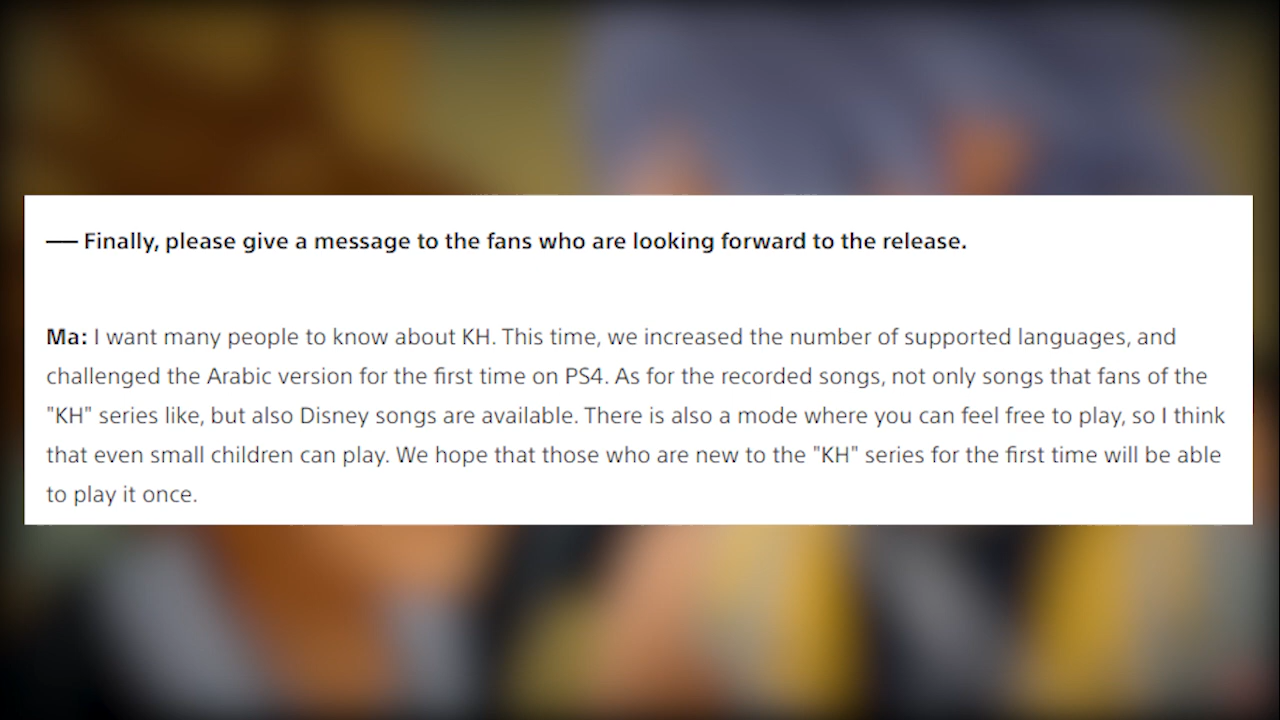 —— Finally, please give a message to the fans who are looking forward to the release.
Ma: I want many people to know about KH. This time, we increased the number of supported languages, and
challenged the Arabic version for the first time on PS4. As for the recorded songs, not only songs that fans of the
"KH" series like, but also Disney songs are available. There is also a mode where you can feel free to play, so I think
that even small children can play. We hope that those who are new to the "KH" series for the first time will be able
to play it once.